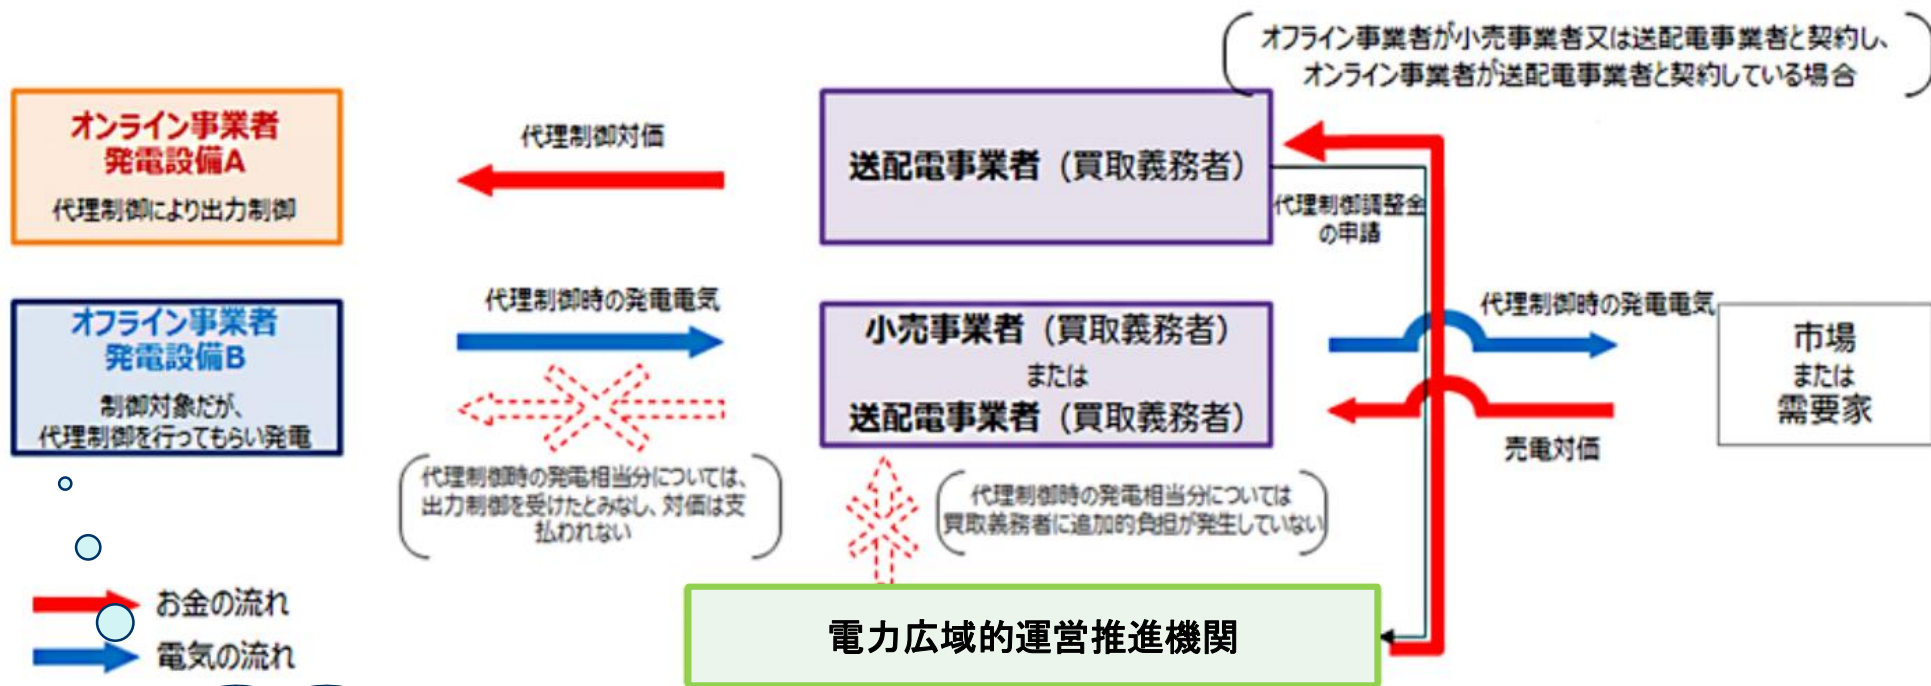 オフライン事業者が小売事業者又は送配電事業者と契約し、
オンライン事業者が送配電事業者と契約している場合
オンライン事業者
発電設備A
代理制御により出力制御
代理制御対価
送配電事業者（買取義務者）
代理制御調整金
の申請
オフライン事業者
発電設備B
制御対象だが、
代理制御を行ってもらい発電
代理制御時の発電電気
小売事業者（買取義務者）
または
送配電事業者（買取義務者）
代理制御時の発電電気
市場
または
需要家
売電対価
代理制御時の発電相当分については、
出力制御を受けたとみなし、対価は支
払われない
代理制御時の発電相当分については
買取義務者に追加的負担が発生していない
お金の流れ
電気の流れ
電力広域的運営推進機関